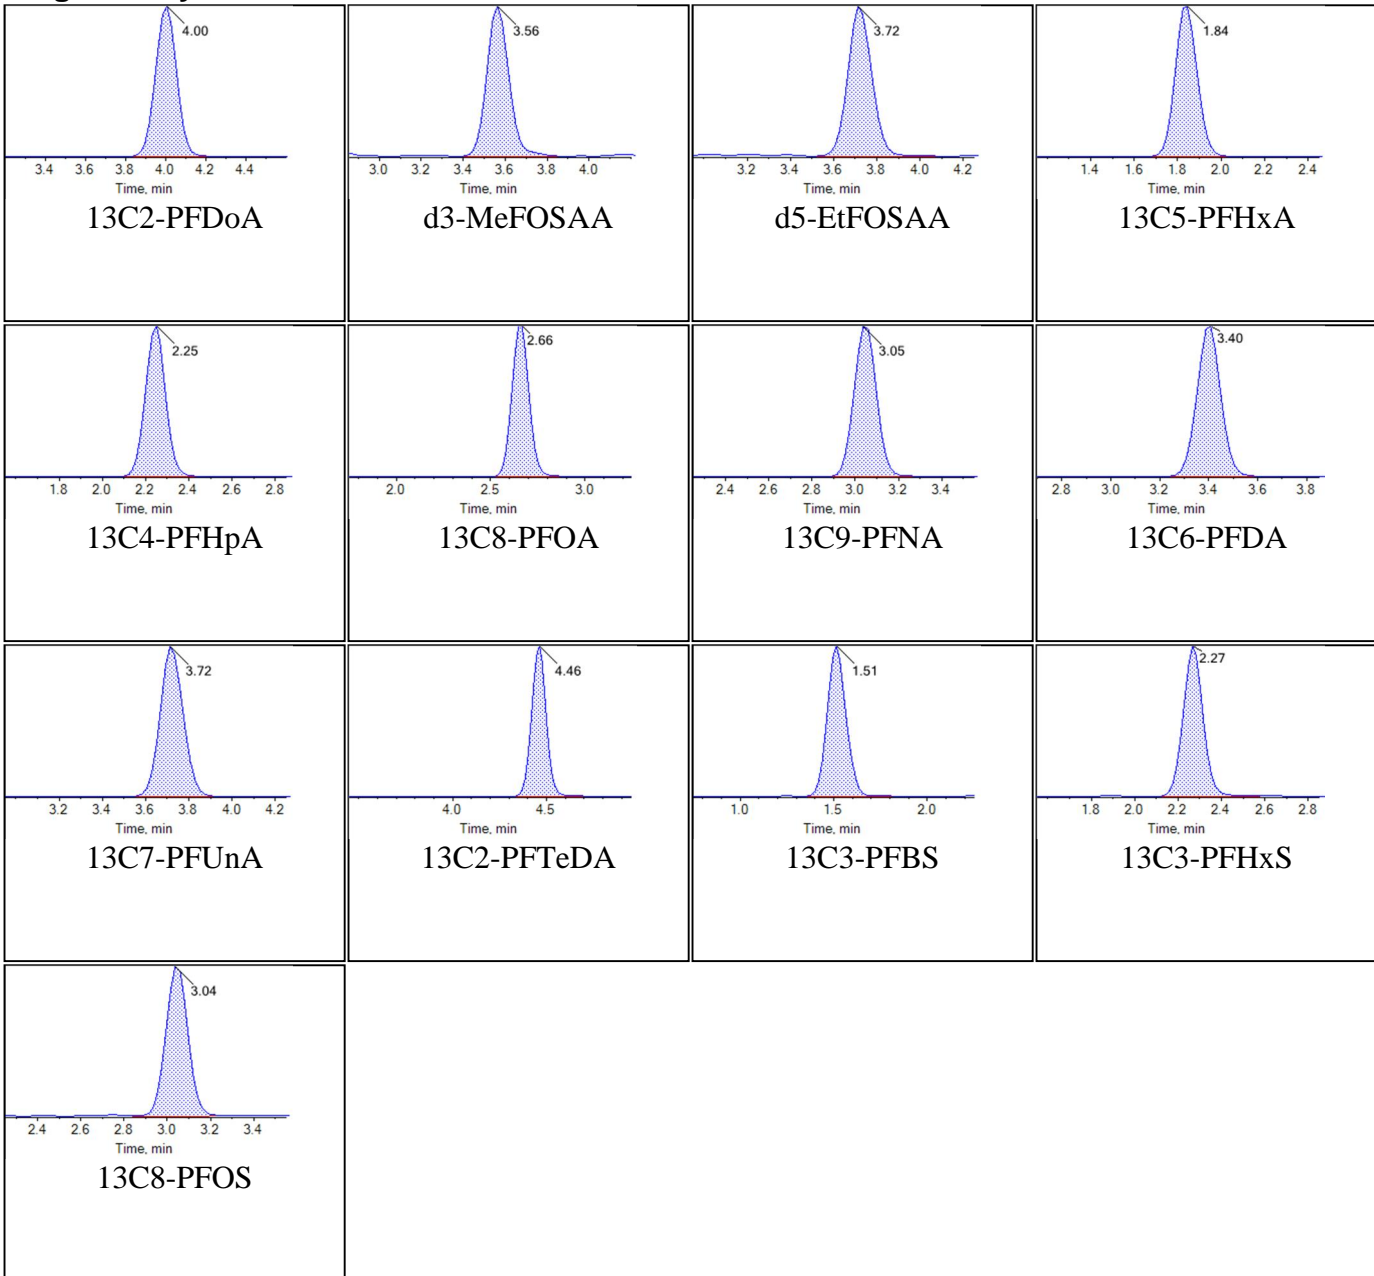 4.00
3.4 3.6 3.8 4.0 4.2 4.4
Time, min
13C2-PFDoA
3.56
3.0 3.2 3.4 3.6 3.8 4.0
Time, min
d3-MeFOSAA
3.72
3.2 3.4 3.6 3.8 4.0 4.2
Time, min
d5-EtFOSAA
1.84
1.4 1.6 1.8 2.0 2.2 2.4
Time, min
13C5-PFHxA
2.25
1.8 2.0 2.2 2.4 2.6 2.8
Time, min
13C4-PFHpA
2.66
2.0 2.5 3.0
Time, min
13C8-PFOA
3.05
2.4 2.6 2.8 3.0 3.2 3.4
Time, min
13C9-PFNA
3.40
2.8 3.0 3.2 3.4 3.6 3.8
Time, min
13C6-PFDA
3.72
3.2 3.4 3.6 3.8 4.0 4.2
Time, min
13C7-PFUnA
4.46
4.0 4.5
Time, min
13C2-PFTeDA
1.51
1.0 1.5 2.0
Time, min
13C3-PFBS
2.27
1.8 2.0 2.2 2.4 2.6 2.8
Time, min
13C3-PFHxS
3.04
2.4 2.6 2.8 3.0 3.2 3.4
Time, min
13C8-PFOS